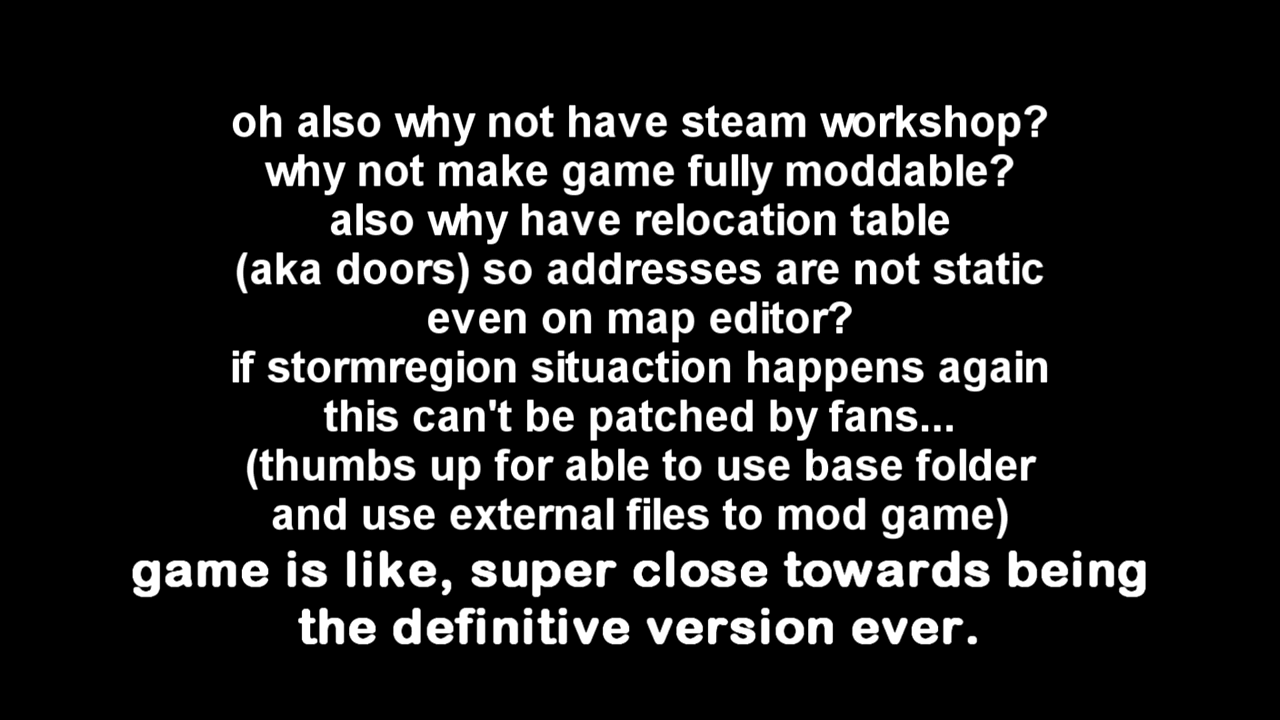 oh also why not have steam workshop?
why not make game fully moddable?
also why have relocation table
(aka doors) so addresses are not static
even on map editor?
if stormregion situaction happens again
this can't be patched by fans...
(thumbs up for able to use base folder
and use external files to mod game)
game is like, super close towards being
the definitive version ever.